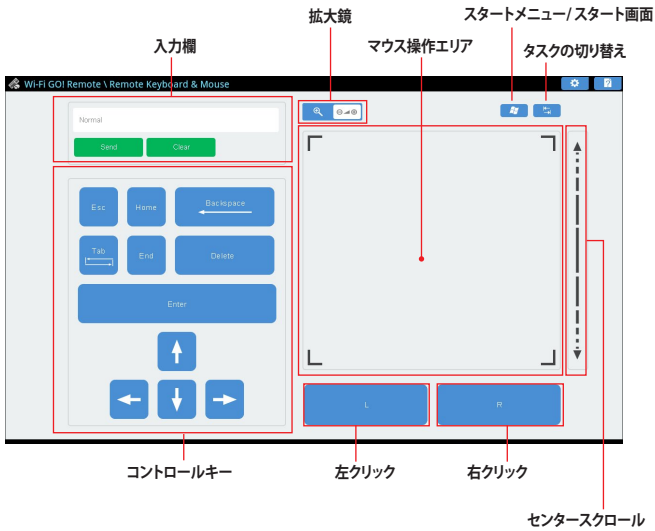 スタートメニュー/スタート画面
拡大鏡
入力欄
マウス操作エリア
タスクの切り替え
Wi-Fi GO! Remote \ Remote Keyboard & Mouse
Normal
Send
Clear
Esc
Home
Backspace
Tab
End
Delete
Enter
L
R
コントロールキー
左クリック
右クリック
センタースクロール